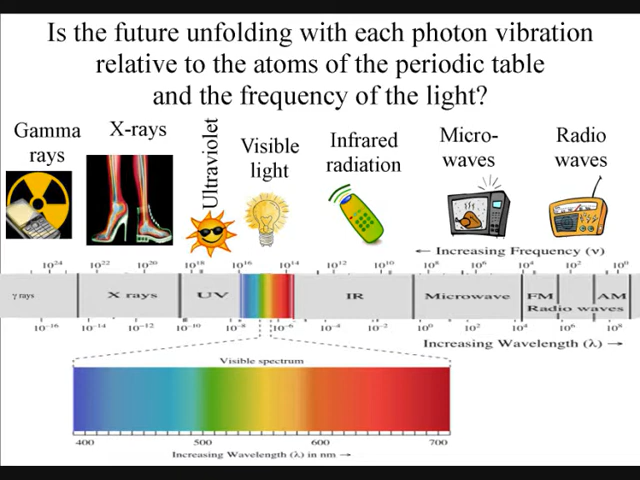 Is the future unfolding with each photon vibration
relative to the atoms of the periodic table
and the frequency of the light?
Gamma
rays
X-rays
Ultraviolet
Visible
light
Infrared
radiation
Micro-
waves
Radio
waves
← Increasing Frequency (ν)
10²⁴ 10²² 10²⁰ 10¹⁸ 10¹⁶ 10¹⁴ 10¹² 10¹⁰ 10⁸ 10⁶ 10⁴ 10² 10⁰
γ rays X rays UV IR Microwave FM AM
Radio waves
10⁻¹⁶ 10⁻¹⁴ 10⁻¹² 10⁻¹⁰ 10⁻⁸ 10⁻⁶ 10⁻⁴ 10⁻² 10⁰ 10² 10⁴ 10⁶ 10⁸
Increasing Wavelength (λ) →
Visible spectrum
400 500 600 700
Increasing Wavelength (λ) in nm →